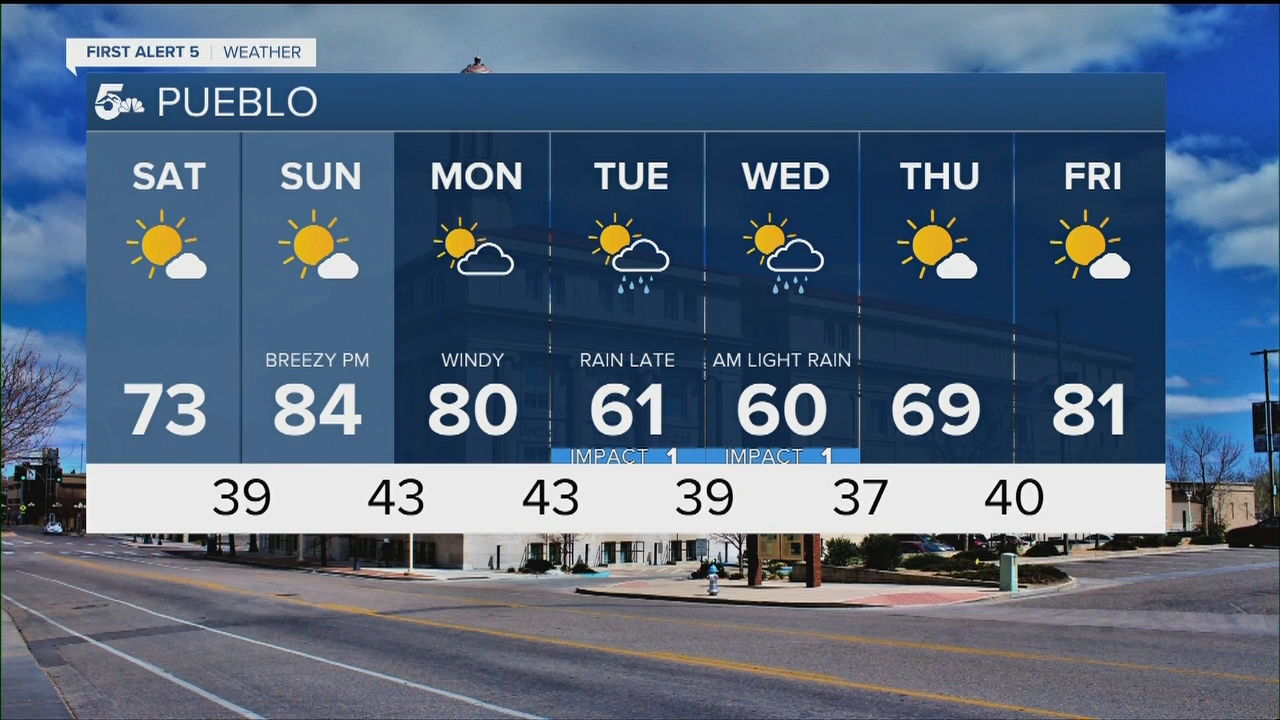 FIRST ALERT 5 | WEATHER
5 PUEBLO
SAT SUN MON TUE WED THU FRI
BREEZY PM WINDY RAIN LATE AM LIGHT RAIN
73 84 80 61 60 69 81
IMPACT 1 IMPACT 1
39 43 43 39 37 40